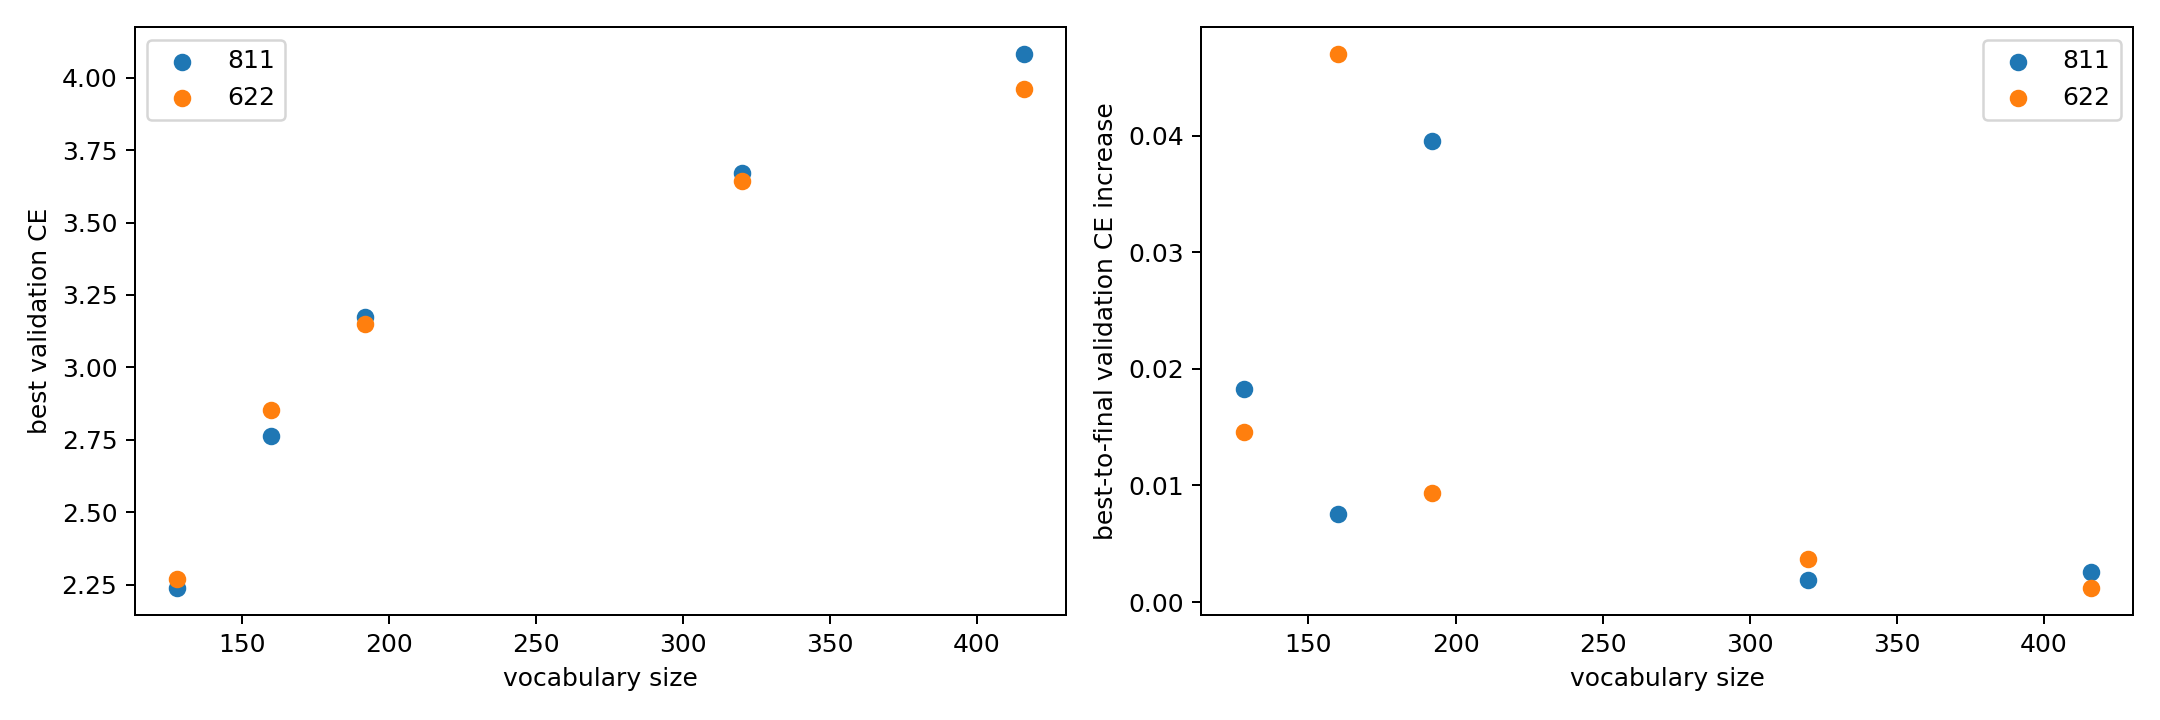 best validation CE
4.00
3.75
3.50
3.25
3.00
2.75
2.50
2.25
811
622
150 200 250 300 350 400
vocabulary size
best-to-final validation CE increase
0.04
0.03
0.02
0.01
0.00
811
622
150 200 250 300 350 400
vocabulary size